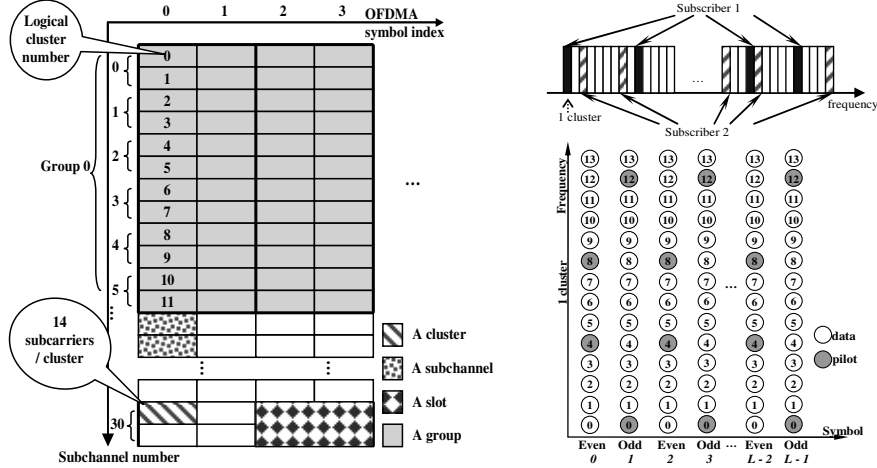 0 1 2 3 OFDMA
symbol index
Logical
cluster
number
0
1
2
3
4
5
6
7
8
9
10
11
0
1
2
3
4
5
⋮
30
Group 0
...
14
subcarriers
/ cluster
⋮ ⋮
A cluster
A subchannel
A slot
A group
Subchannel number
Subscriber 1
...
frequency
1 cluster
Subscriber 2
Frequency
1 cluster
13 13 13 13 13 13
12 12 12 12 12 12
11 11 11 11 11 11
10 10 10 10 10 10
9 9 9 9 9 9
8 8 8 8 8 8
7 7 7 7 ... 7 7
6 6 6 6 6 6
5 5 5 5 5 5
4 4 4 4 4 4
3 3 3 3 3 3
2 2 2 2 2 2
1 1 1 1 1 1
0 0 0 0 0 0
data
pilot
Symbol
Even Odd Even Odd ... Even Odd
0 1 2 3 L - 2 L - 1